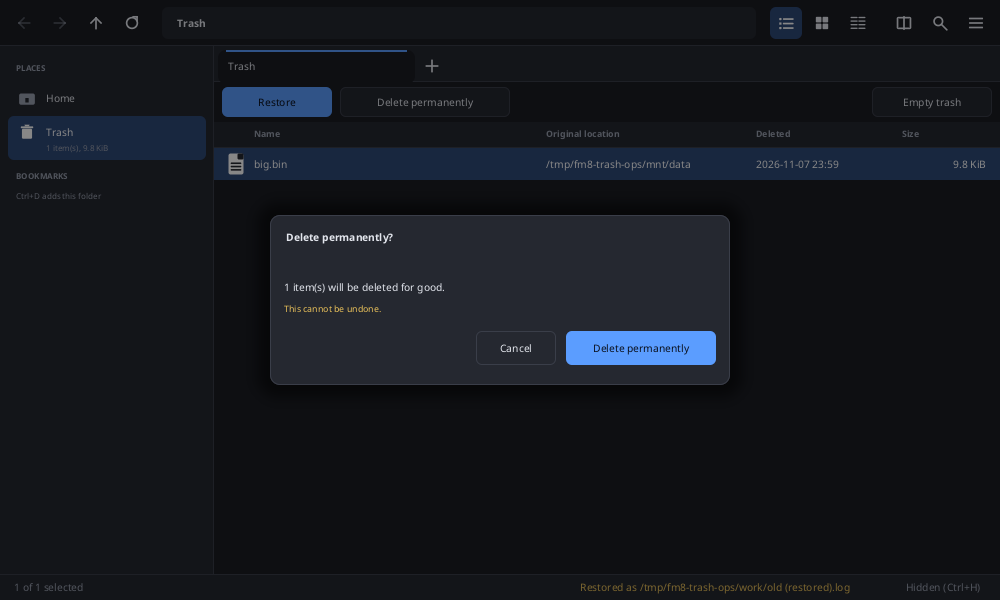 Trash
PLACES
Home
Trash
1 item(s), 9.8 KiB
BOOKMARKS
Ctrl+D adds this folder
Trash
Restore
Delete permanently
Empty trash
Name Original location Deleted Size
big.bin /tmp/fm8-trash-ops/mnt/data 2026-11-07 23:59 9.8 KiB
Delete permanently?
1 item(s) will be deleted for good.
This cannot be undone.
Cancel
Delete permanently
1 of 1 selected
Restored as /tmp/fm8-trash-ops/work/old (restored).log
Hidden (Ctrl+H)